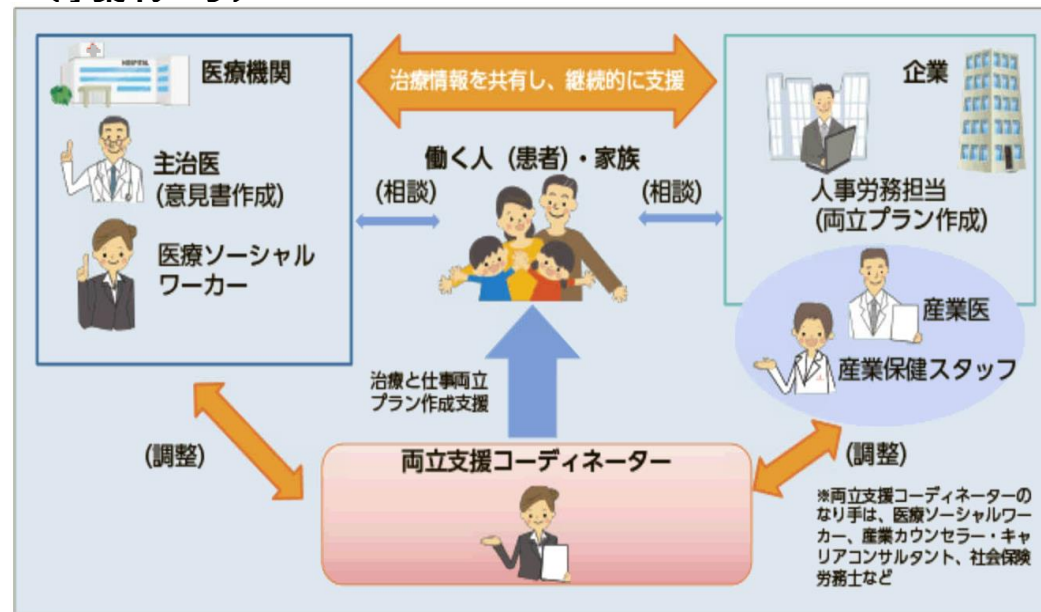 HOSPITAL
医療機関
治療情報を共有し、継続的に支援
企業
主治医
(意見書作成)
働く人（患者）・家族
(相談)
(相談)
人事労務担当
(両立プラン作成)
医療ソーシャル
ワーカー
産業医
産業保健スタッフ
治療と仕事両立
プラン作成支援
(調整)
両立支援コーディネーター
(調整)
※両立支援コーディネーターの
なり手は、医療ソーシャルワー
カー、産業カウンセラー・キャ
リアコンサルタント、社会保険
労務士など